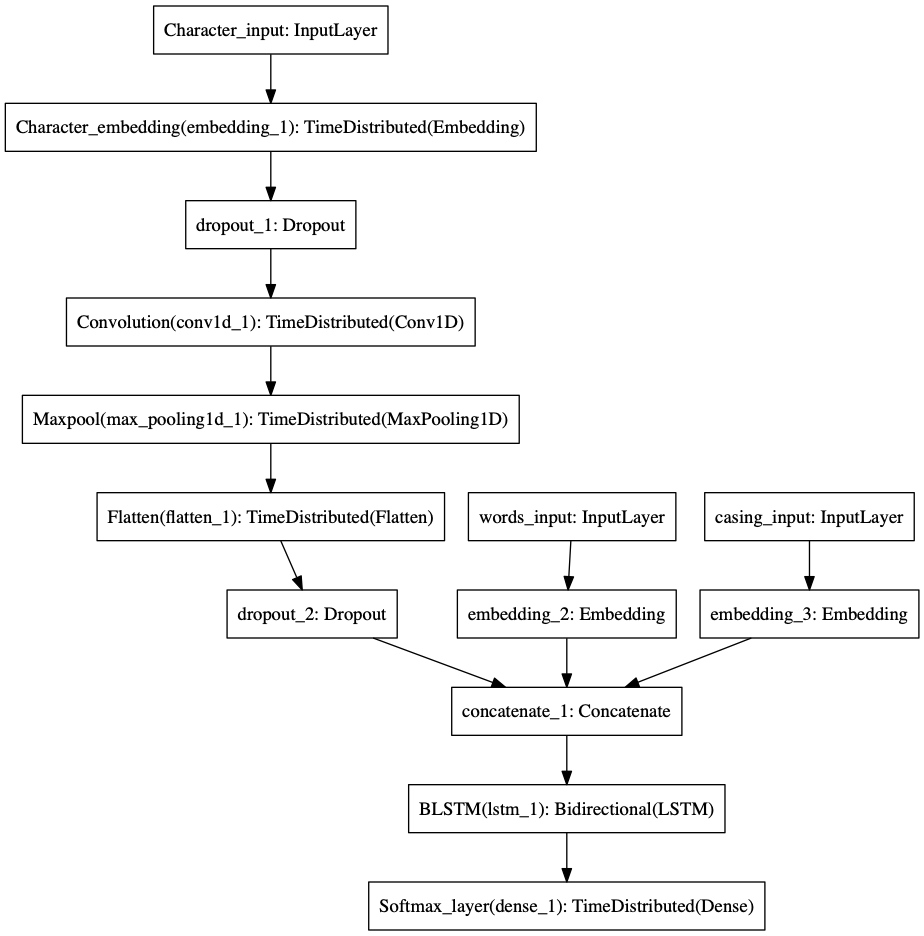 Character_input: InputLayer
Character_embedding(embedding_1): TimeDistributed(Embedding)
dropout_1: Dropout
Convolution(conv1d_1): TimeDistributed(Conv1D)
Maxpool(max_pooling1d_1): TimeDistributed(MaxPooling1D)
Flatten(flatten_1): TimeDistributed(Flatten)
words_input: InputLayer
casing_input: InputLayer
dropout_2: Dropout
embedding_2: Embedding
embedding_3: Embedding
concatenate_1: Concatenate
BLSTM(lstm_1): Bidirectional(LSTM)
Softmax_layer(dense_1): TimeDistributed(Dense)